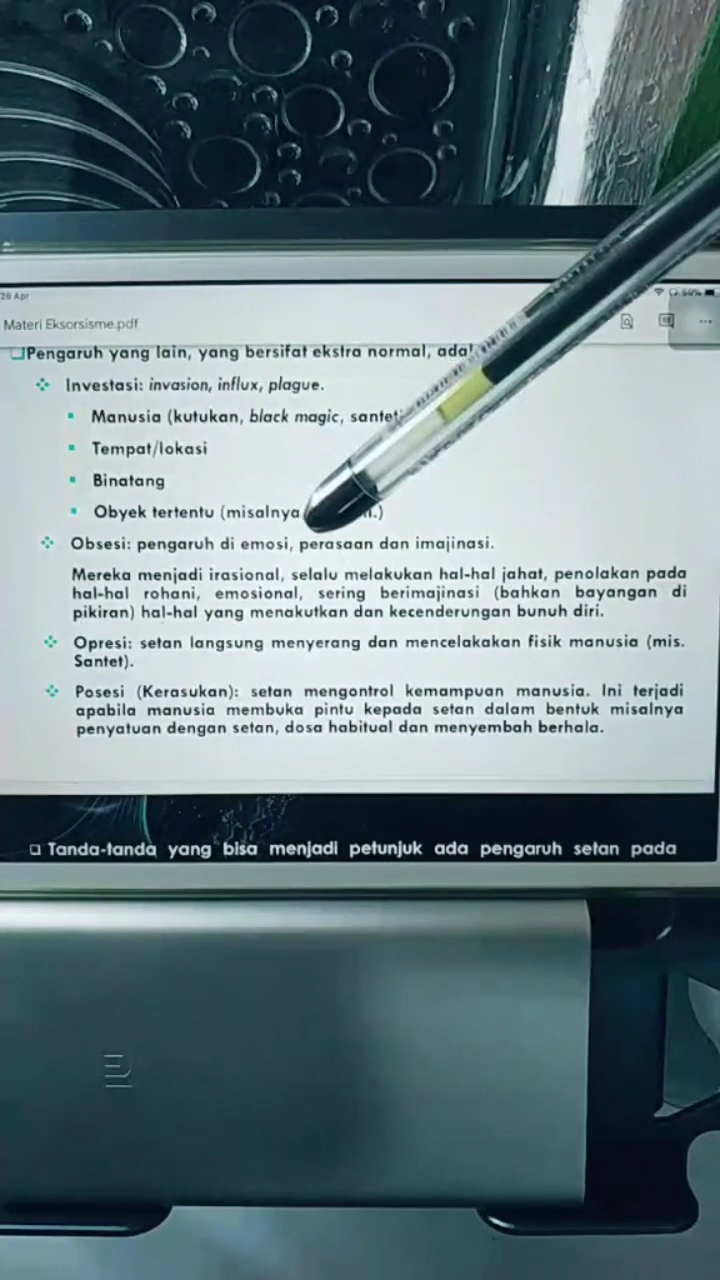 26 Apr
50%
Materi Eksorsisme.pdf
Pengaruh yang lain, yang bersifat ekstra normal,
Investasi: invasion, influx, plague.
Manusia (kutukan, black magic,
Tempat/lokasi
Binatang
Obyek tertentu (misalnya
Obsesi: pengaruh di emosi, perasaan dan imajinasi.
Mereka menjadi irasional, selalu melakukan hal-hal jahat, penolakan pada
hal-hal rohani, emosional, sering berimajinasi (bahkan bayangan di
pikiran) hal-hal yang menakutkan dan kecenderungan bunuh diri.
Opresi: setan langsung menyerang dan mencelakakan fisik manusia (mis.
Santet).
Posesi (Kerasukan): setan mengontrol kemampuan manusia. Ini terjadi
apabila manusia membuka pintu kepada setan dalam bentuk misalnya
penyatuan dengan setan, dosa habitual dan menyembah berhala.
Tanda-tanda yang bisa menjadi petunjuk ada pengaruh setan pada